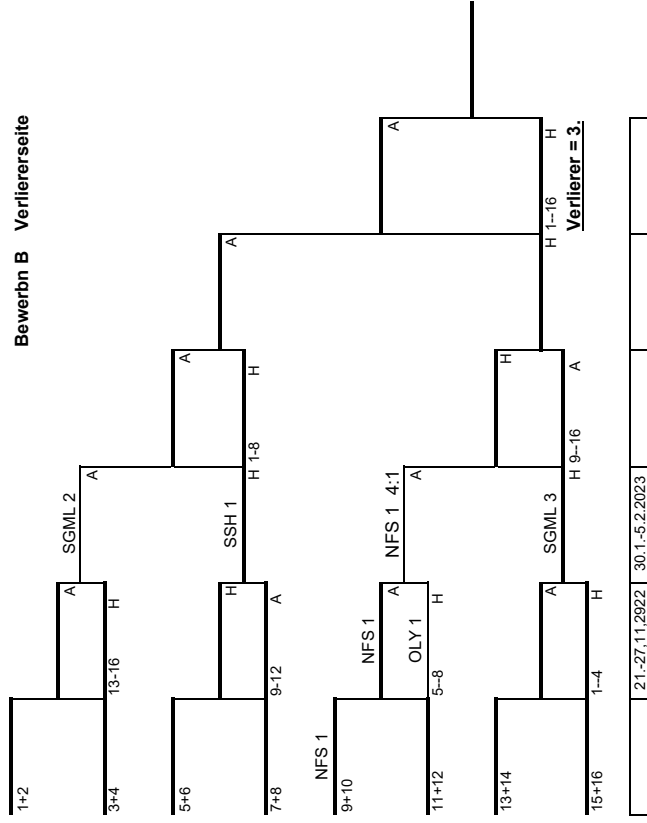 Bewerbn B Verliererseite
1+2
SGML 2
A
A
13-16
H
3+4
A
5+6
A
H
SSH 1
H
1-8
H
7+8
9-12
A
NFS 1
9+10
NFS 1
A
NFS 1 4:1
A
OLY 1
11+12
5--8
H
A
13+14
H
A
SGML 3
H
9--16
A
H
1--16
H
15+16
1--4
H
Verlierer = 3.
21.-27,11,2922
30.1.-5.2.2023